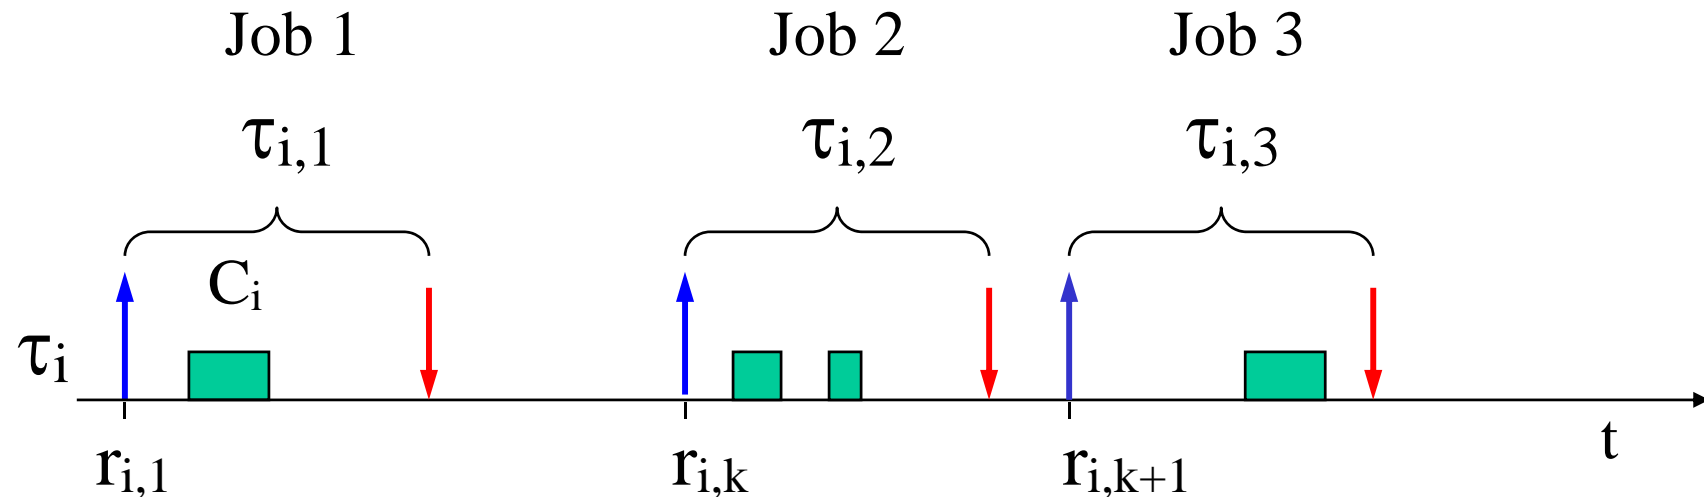 Job 1 Job 2 Job 3
τi,1 τi,2 τi,3
Ci
τi
t
ri,1 ri,k ri,k+1